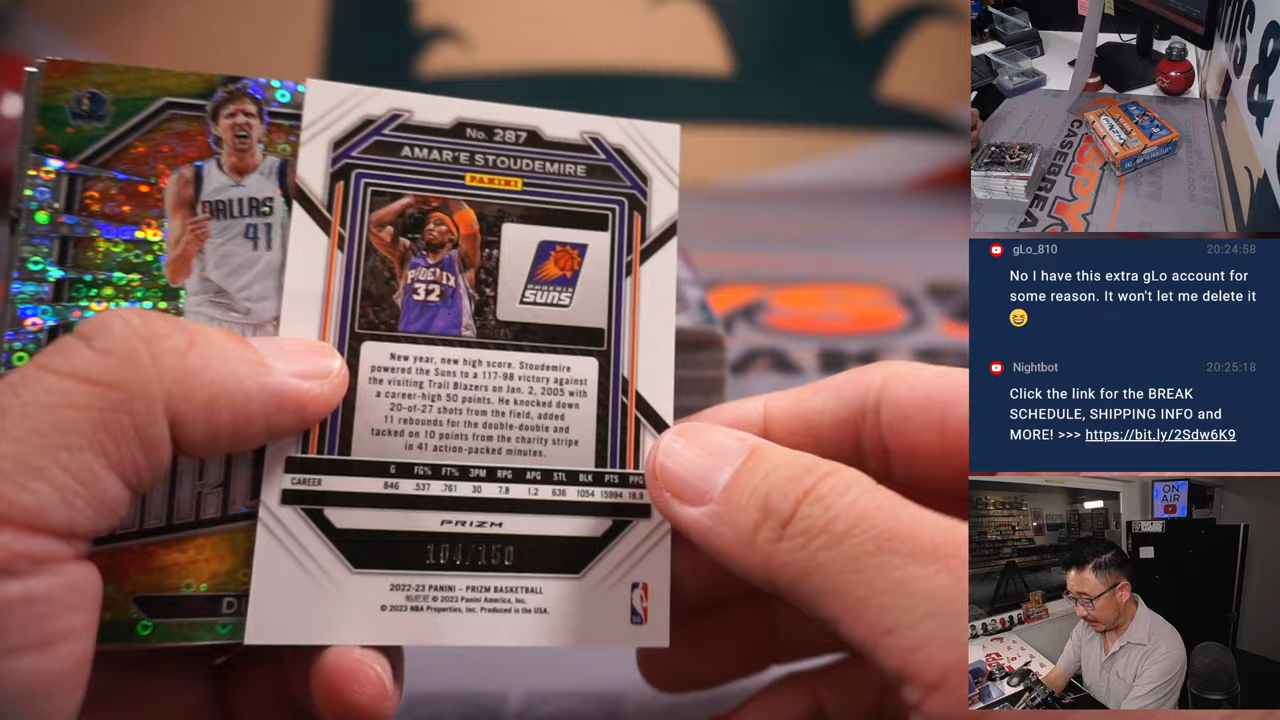 No. 287
AMAR'E STOUDEMIRE
PANINI
PHOENIX
32
PHOENIX
SUNS
New year, new high score. Stoudemire
powered the Suns to a 117-98 victory against
the visiting Trail Blazers on Jan. 2, 2005 with
a career-high 50 points. He knocked down
20-of-27 shots from the field, added
11 rebounds for the double-double and
tacked on 10 points from the charity stripe
in 41 action-packed minutes.
G FG% FT% 3PM RPG APG STL BLK PTS PPG
CAREER 846 .537 .761 30 7.8 1.2 636 1054 15994 18.9
PRIZM
104/150
2022-23 PANINI – PRIZM BASKETBALL
© 2023 Panini America, Inc.
© 2023 NBA Properties, Inc. Produced in the USA.
DALLAS
41
gLo_810 20:24:58
No I have this extra gLo account for
some reason. It won't let me delete it
😆
Nightbot 20:25:18
Click the link for the BREAK
SCHEDULE, SHIPPING INFO and
MORE! >>> https://bit.ly/2Sdw6K9
ON
AIR